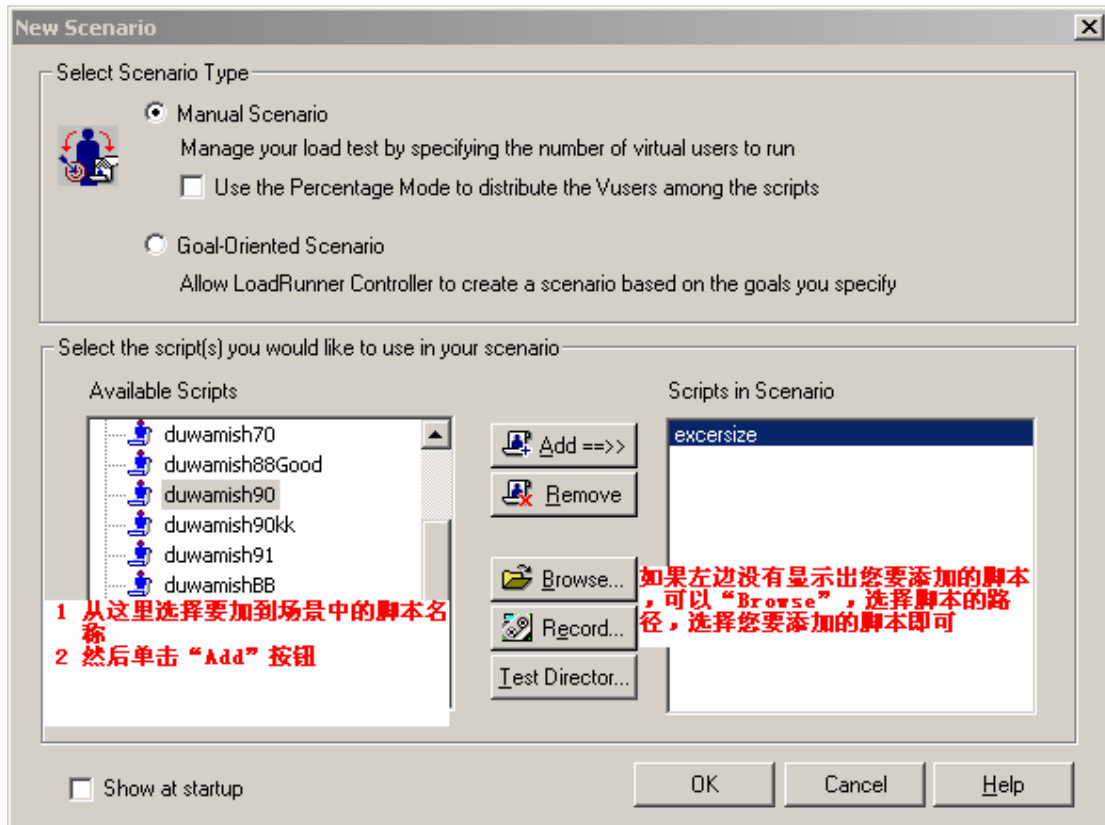 New Scenario
Select Scenario Type
Manual Scenario
Manage your load test by specifying the number of virtual users to run
Use the Percentage Mode to distribute the Vusers among the scripts
Goal-Oriented Scenario
Allow LoadRunner Controller to create a scenario based on the goals you specify
Select the script(s) you would like to use in your scenario
Available Scripts
duwamish70
duwamish88Good
duwamish90
duwamish90kk
duwamish91
duwamishBB
1 从这里选择要加到场景中的脚本名
称
2 然后单击“Add”按钮
Add ==>>
Remove
Browse...
Record...
Test Director...
Scripts in Scenario
excersize
如果左边没有显示出您要添加的脚本
，可以“Browse”，选择脚本的路
径，选择您要添加的脚本即可
Show at startup
OK
Cancel
Help